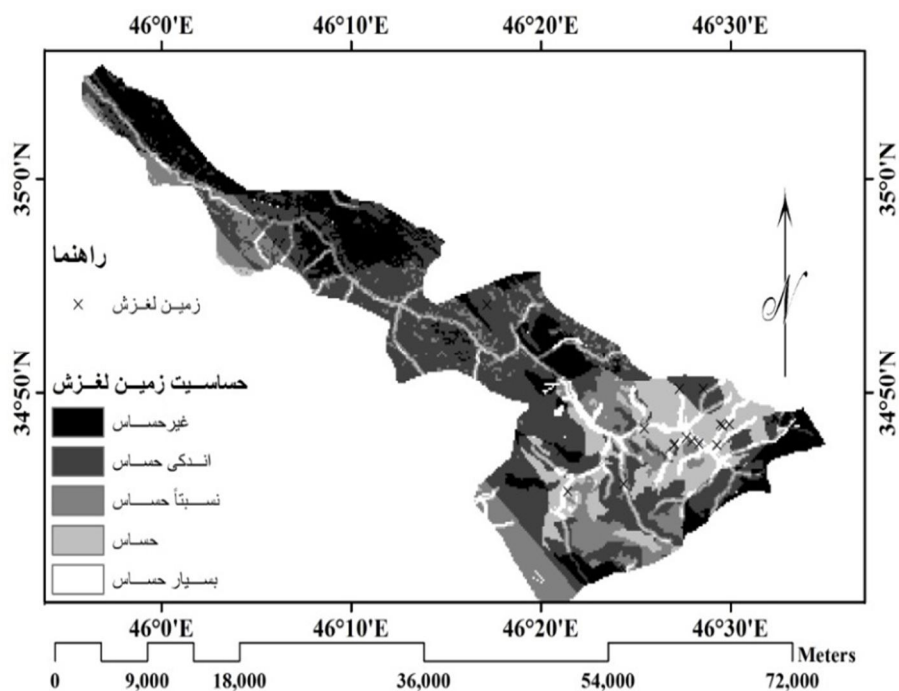 46°0'E 46°10'E 46°20'E 46°30'E
35°0'N 35°0'N
34°50'N 34°50'N
راهنما
زمین لغزش
حساسیت زمین لغزش
غیرحساس
اندکی حساس
نسبتاً حساس
حساس
بسیار حساس
N
46°0'E 46°10'E 46°20'E 46°30'E
Meters
0 9,000 18,000 36,000 54,000 72,000